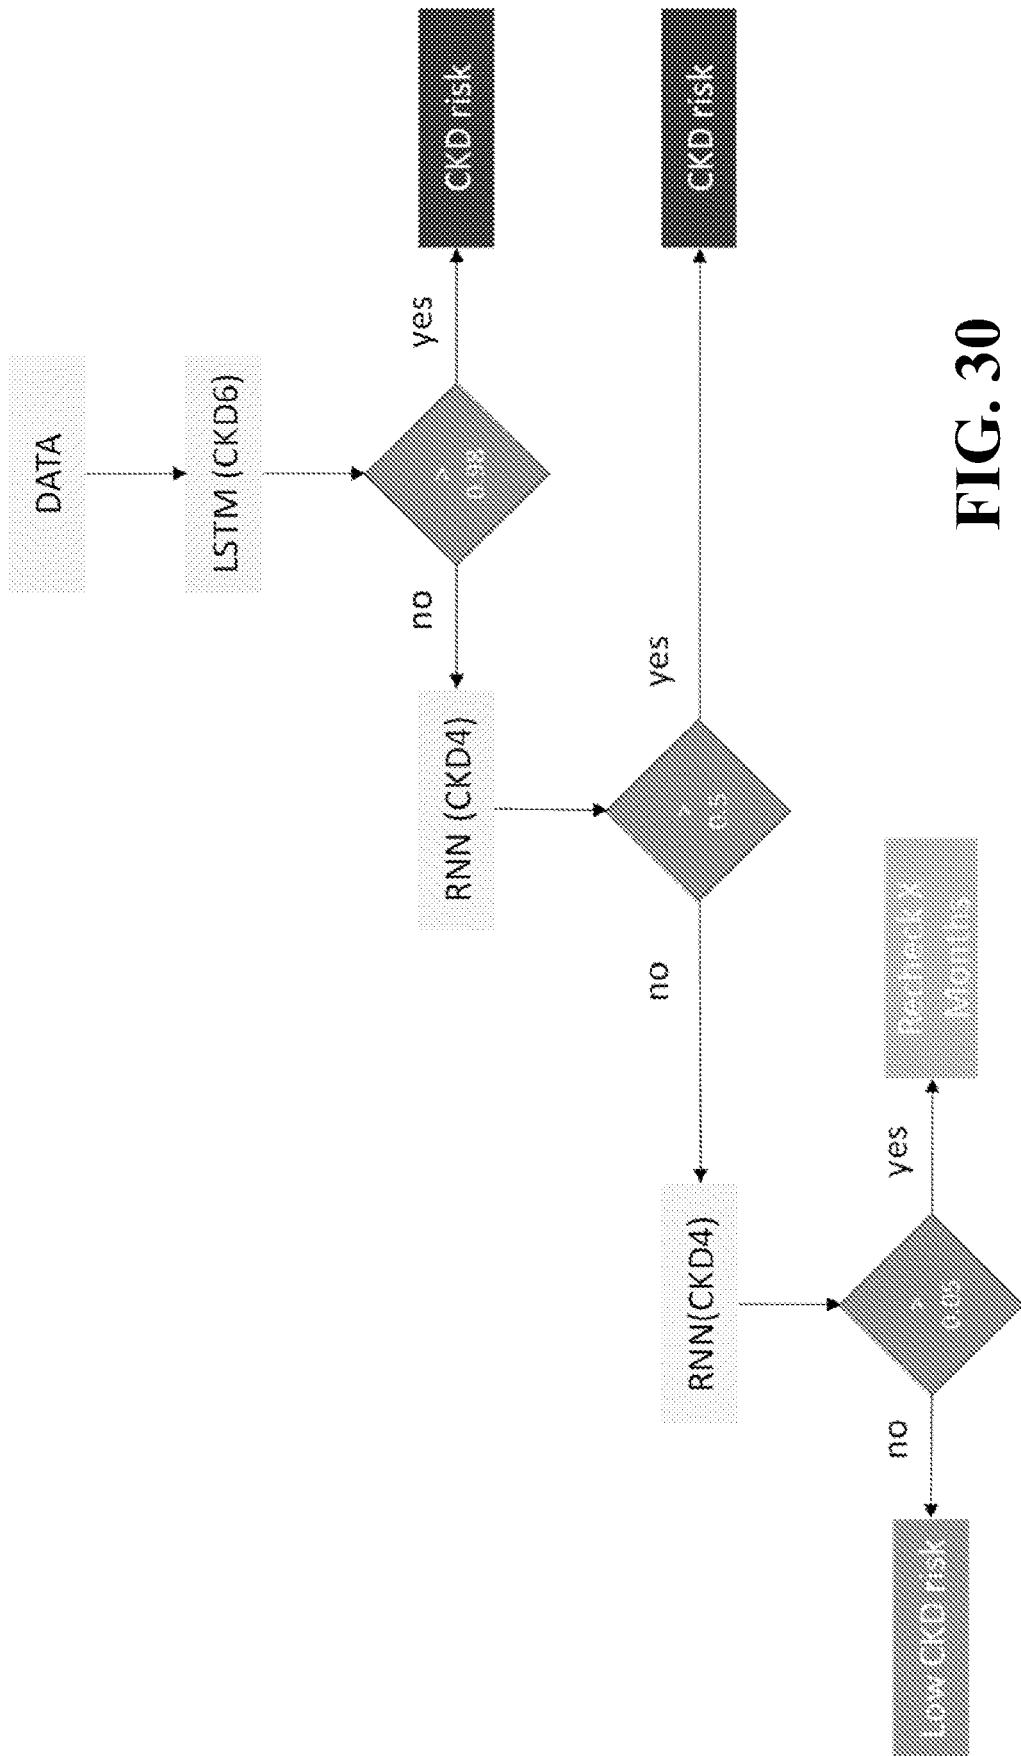 DATA
LSTM (CKD6)
yes
CKD risk
no
RNN (CKD4)
yes
CKD risk
no
RNN(CKD4)
yes
Months
no
Low CKD risk
FIG. 30